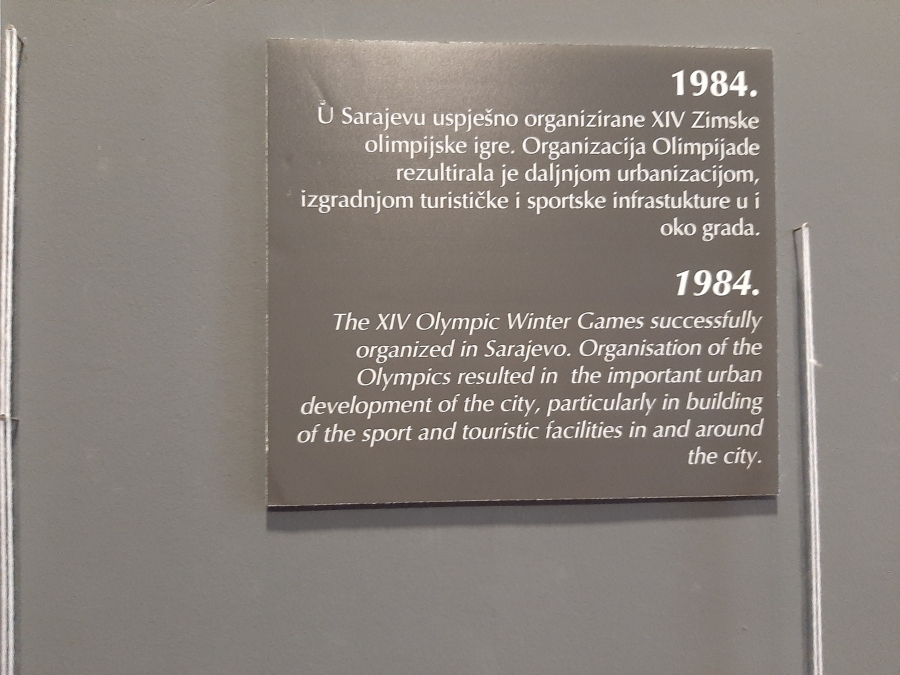 1984.
U Sarajevu uspješno organizirane XIV Zimske
olimpijske igre. Organizacija Olimpijade
rezultirala je daljnjom urbanizacijom,
izgradnjom turističke i sportske infrastukture u i
oko grada.
1984.
The XIV Olympic Winter Games successfully
organized in Sarajevo. Organisation of the
Olympics resulted in the important urban
development of the city, particularly in building
of the sport and touristic facilities in and around
the city.